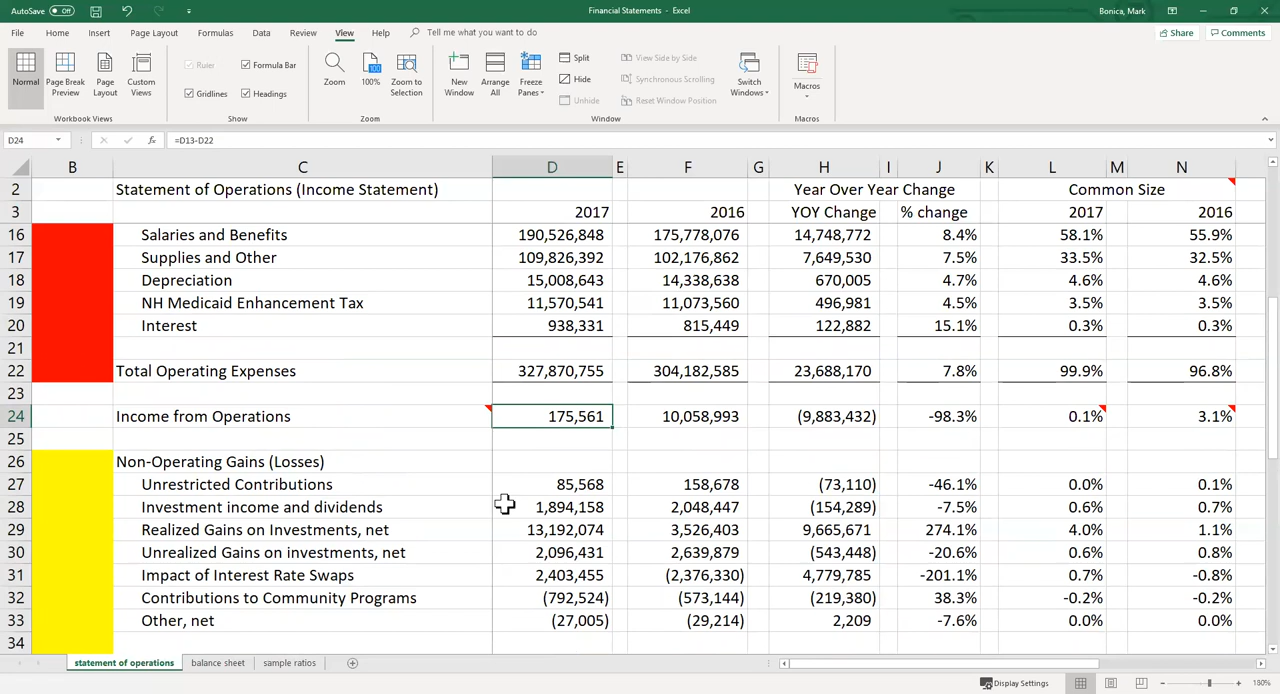 AutoSave Off Financial Statements - Excel Bonica, Mark
File Home Insert Page Layout Formulas Data Review View Help Tell me what you want to do Share Comments
Normal Page Break Preview Page Layout Custom Views Ruler Formula Bar Gridlines Headings Zoom 100% Zoom to Selection New Window Arrange All Freeze Panes Split Hide Unhide View Side by Side Synchronous Scrolling Reset Window Position Switch Windows Macros
Workbook Views Show Zoom Window Macros
D24 fx =D13-D22
B C D E F G H I J K L M N
2 Statement of Operations (Income Statement) Year Over Year Change Common Size
3 2017 2016 YOY Change % change 2017 2016
16 Salaries and Benefits 190,526,848 175,778,076 14,748,772 8.4% 58.1% 55.9%
17 Supplies and Other 109,826,392 102,176,862 7,649,530 7.5% 33.5% 32.5%
18 Depreciation 15,008,643 14,338,638 670,005 4.7% 4.6% 4.6%
19 NH Medicaid Enhancement Tax 11,570,541 11,073,560 496,981 4.5% 3.5% 3.5%
20 Interest 938,331 815,449 122,882 15.1% 0.3% 0.3%
21
22 Total Operating Expenses 327,870,755 304,182,585 23,688,170 7.8% 99.9% 96.8%
23
24 Income from Operations 175,561 10,058,993 (9,883,432) -98.3% 0.1% 3.1%
25
26 Non-Operating Gains (Losses)
27 Unrestricted Contributions 85,568 158,678 (73,110) -46.1% 0.0% 0.1%
28 Investment income and dividends 1,894,158 2,048,447 (154,289) -7.5% 0.6% 0.7%
29 Realized Gains on Investments, net 13,192,074 3,526,403 9,665,671 274.1% 4.0% 1.1%
30 Unrealized Gains on investments, net 2,096,431 2,639,879 (543,448) -20.6% 0.6% 0.8%
31 Impact of Interest Rate Swaps 2,403,455 (2,376,330) 4,779,785 -201.1% 0.7% -0.8%
32 Contributions to Community Programs (792,524) (573,144) (219,380) 38.3% -0.2% -0.2%
33 Other, net (27,005) (29,214) 2,209 -7.6% 0.0% 0.0%
34
statement of operations balance sheet sample ratios
Display Settings 180%